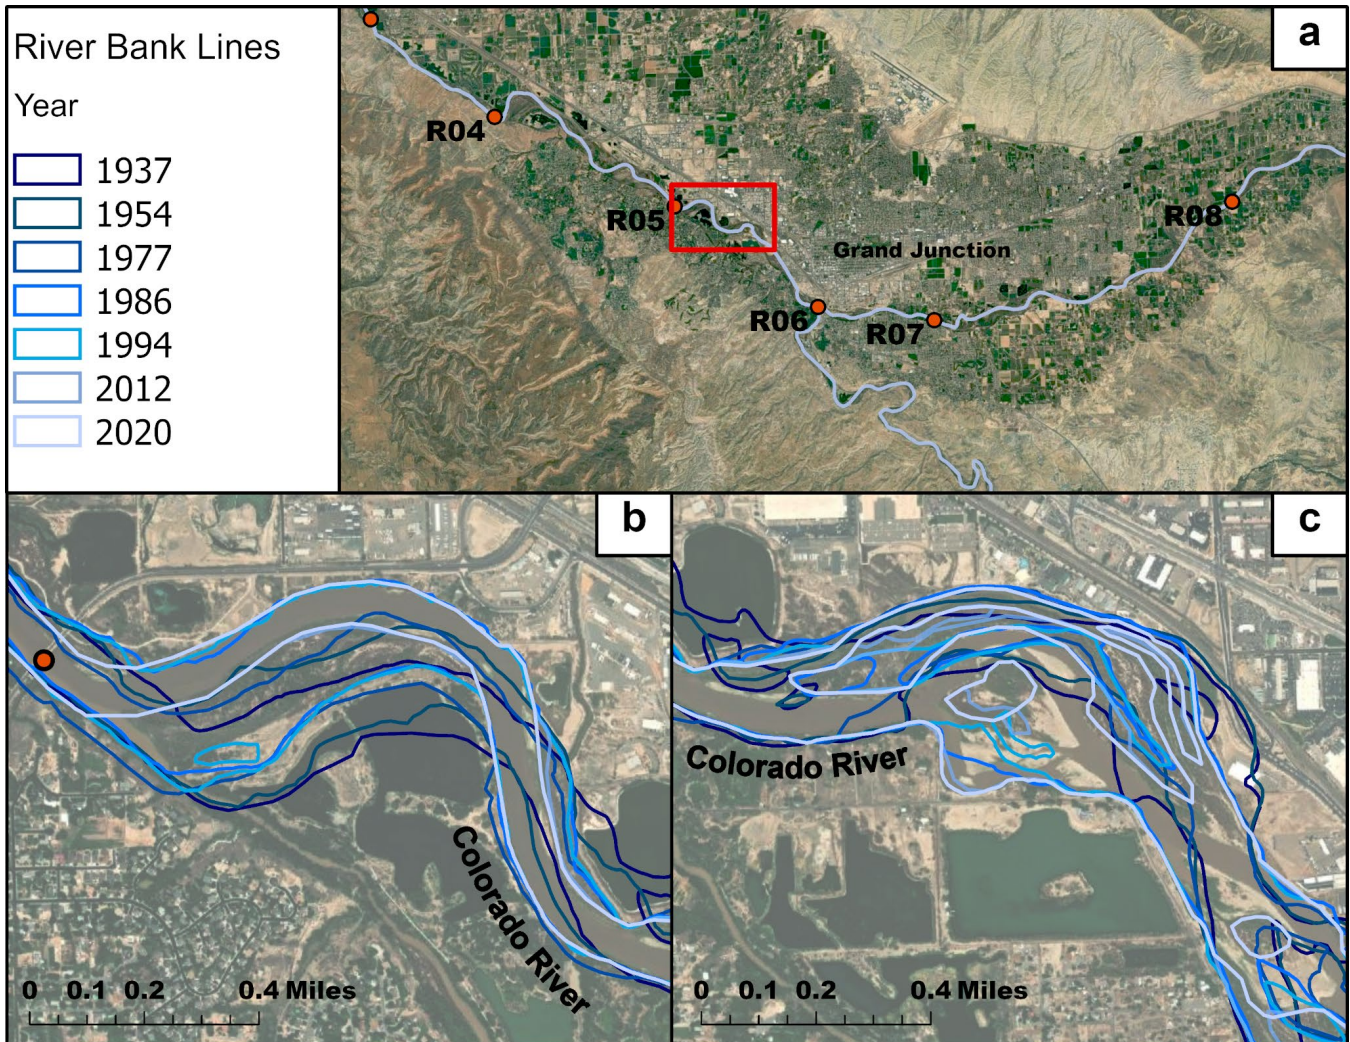 River Bank Lines
Year
1937
1954
1977
1986
1994
2012
2020
a
R04
R05
R06
R07
R08
Grand Junction
b
Colorado River
0 0.1 0.2 0.4 Miles
c
Colorado River
0 0.1 0.2 0.4 Miles